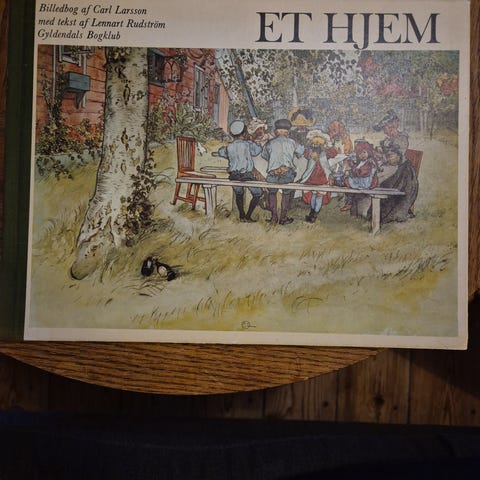 Billedbog af Carl Larsson
med tekst af Lennart Rudström
Gyldendals Bogklub
ET HJEM